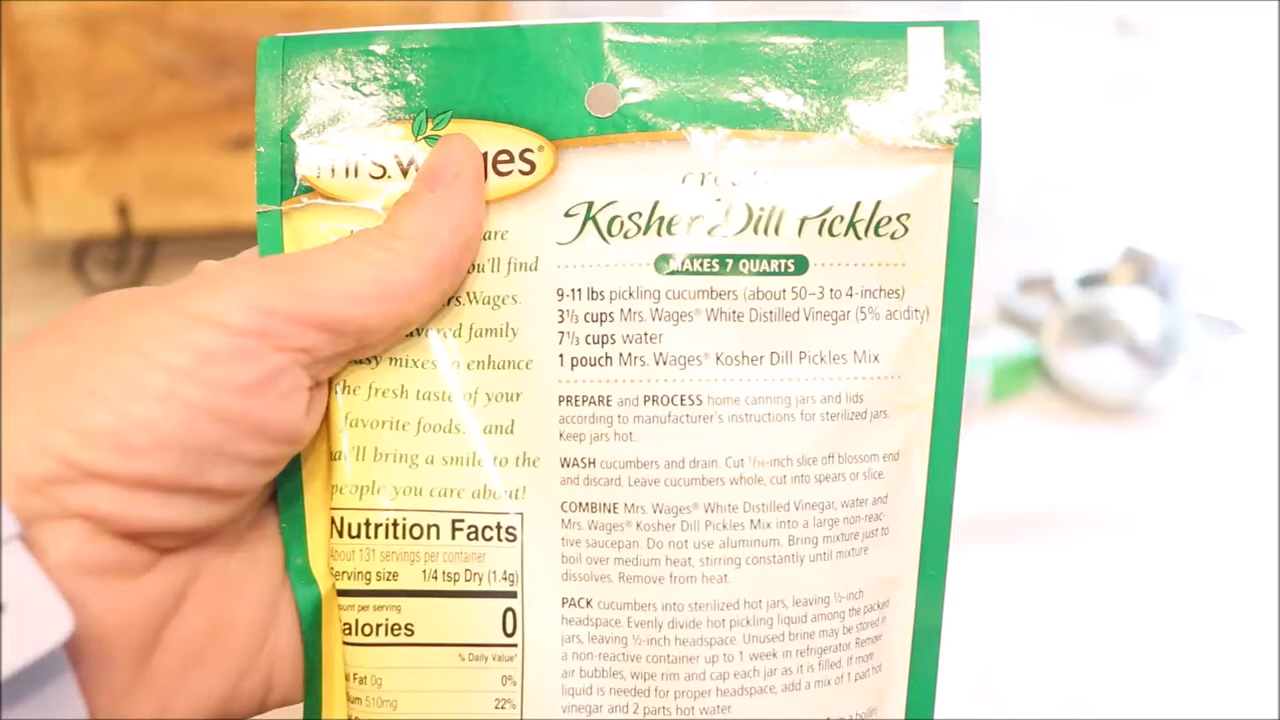 Mrs. Wages®
are
ou'll find
rs.Wages.
family
easy mixes to enhance
the fresh taste of your
favorite foods... and
'll bring a smile to the
people you care about!
Nutrition Facts
About 131 servings per container
Serving size 1/4 tsp Dry (1.4g)
ount per serving
alories 0
% Daily Value*
l Fat 0g 0%
um 510mg 22%
Kosher Dill Pickles
MAKES 7 QUARTS
9-11 lbs pickling cucumbers (about 50–3 to 4-inches)
3⅓ cups Mrs. Wages® White Distilled Vinegar (5% acidity)
7⅓ cups water
1 pouch Mrs. Wages® Kosher Dill Pickles Mix
PREPARE and PROCESS home canning jars and lids
according to manufacturer's instructions for sterilized jars.
Keep jars hot.
WASH cucumbers and drain. Cut 1/16-inch slice off blossom end
and discard. Leave cucumbers whole, cut into spears or slice.
COMBINE Mrs. Wages® White Distilled Vinegar, water and
Mrs. Wages® Kosher Dill Pickles Mix into a large non-reac-
tive saucepan. Do not use aluminum. Bring mixture just to
boil over medium heat, stirring constantly until mixture
dissolves. Remove from heat.
PACK cucumbers into sterilized hot jars, leaving ½-inch
headspace. Evenly divide hot pickling liquid among the packed
jars, leaving ½-inch headspace. Unused brine may be stored in
a non-reactive container up to 1 week in refrigerator. Remove
air bubbles, wipe rim and cap each jar as it is filled. If more
liquid is needed for proper headspace, add a mix of 1 part hot
vinegar and 2 parts hot water.